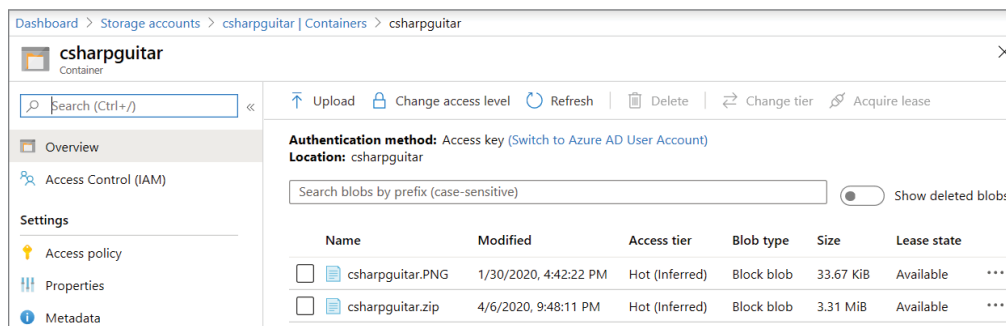 Dashboard > Storage accounts > csharpguitar | Containers > csharpguitar
csharpguitar
Container
Search (Ctrl+/)
Overview
Access Control (IAM)
Settings
Access policy
Properties
Metadata
Upload Change access level Refresh Delete Change tier Acquire lease
Authentication method: Access key (Switch to Azure AD User Account)
Location: csharpguitar
Search blobs by prefix (case-sensitive) Show deleted blobs
Name Modified Access tier Blob type Size Lease state
csharpguitar.PNG 1/30/2020, 4:42:22 PM Hot (Inferred) Block blob 33.67 KiB Available ...
csharpguitar.zip 4/6/2020, 9:48:11 PM Hot (Inferred) Block blob 3.31 MiB Available ...